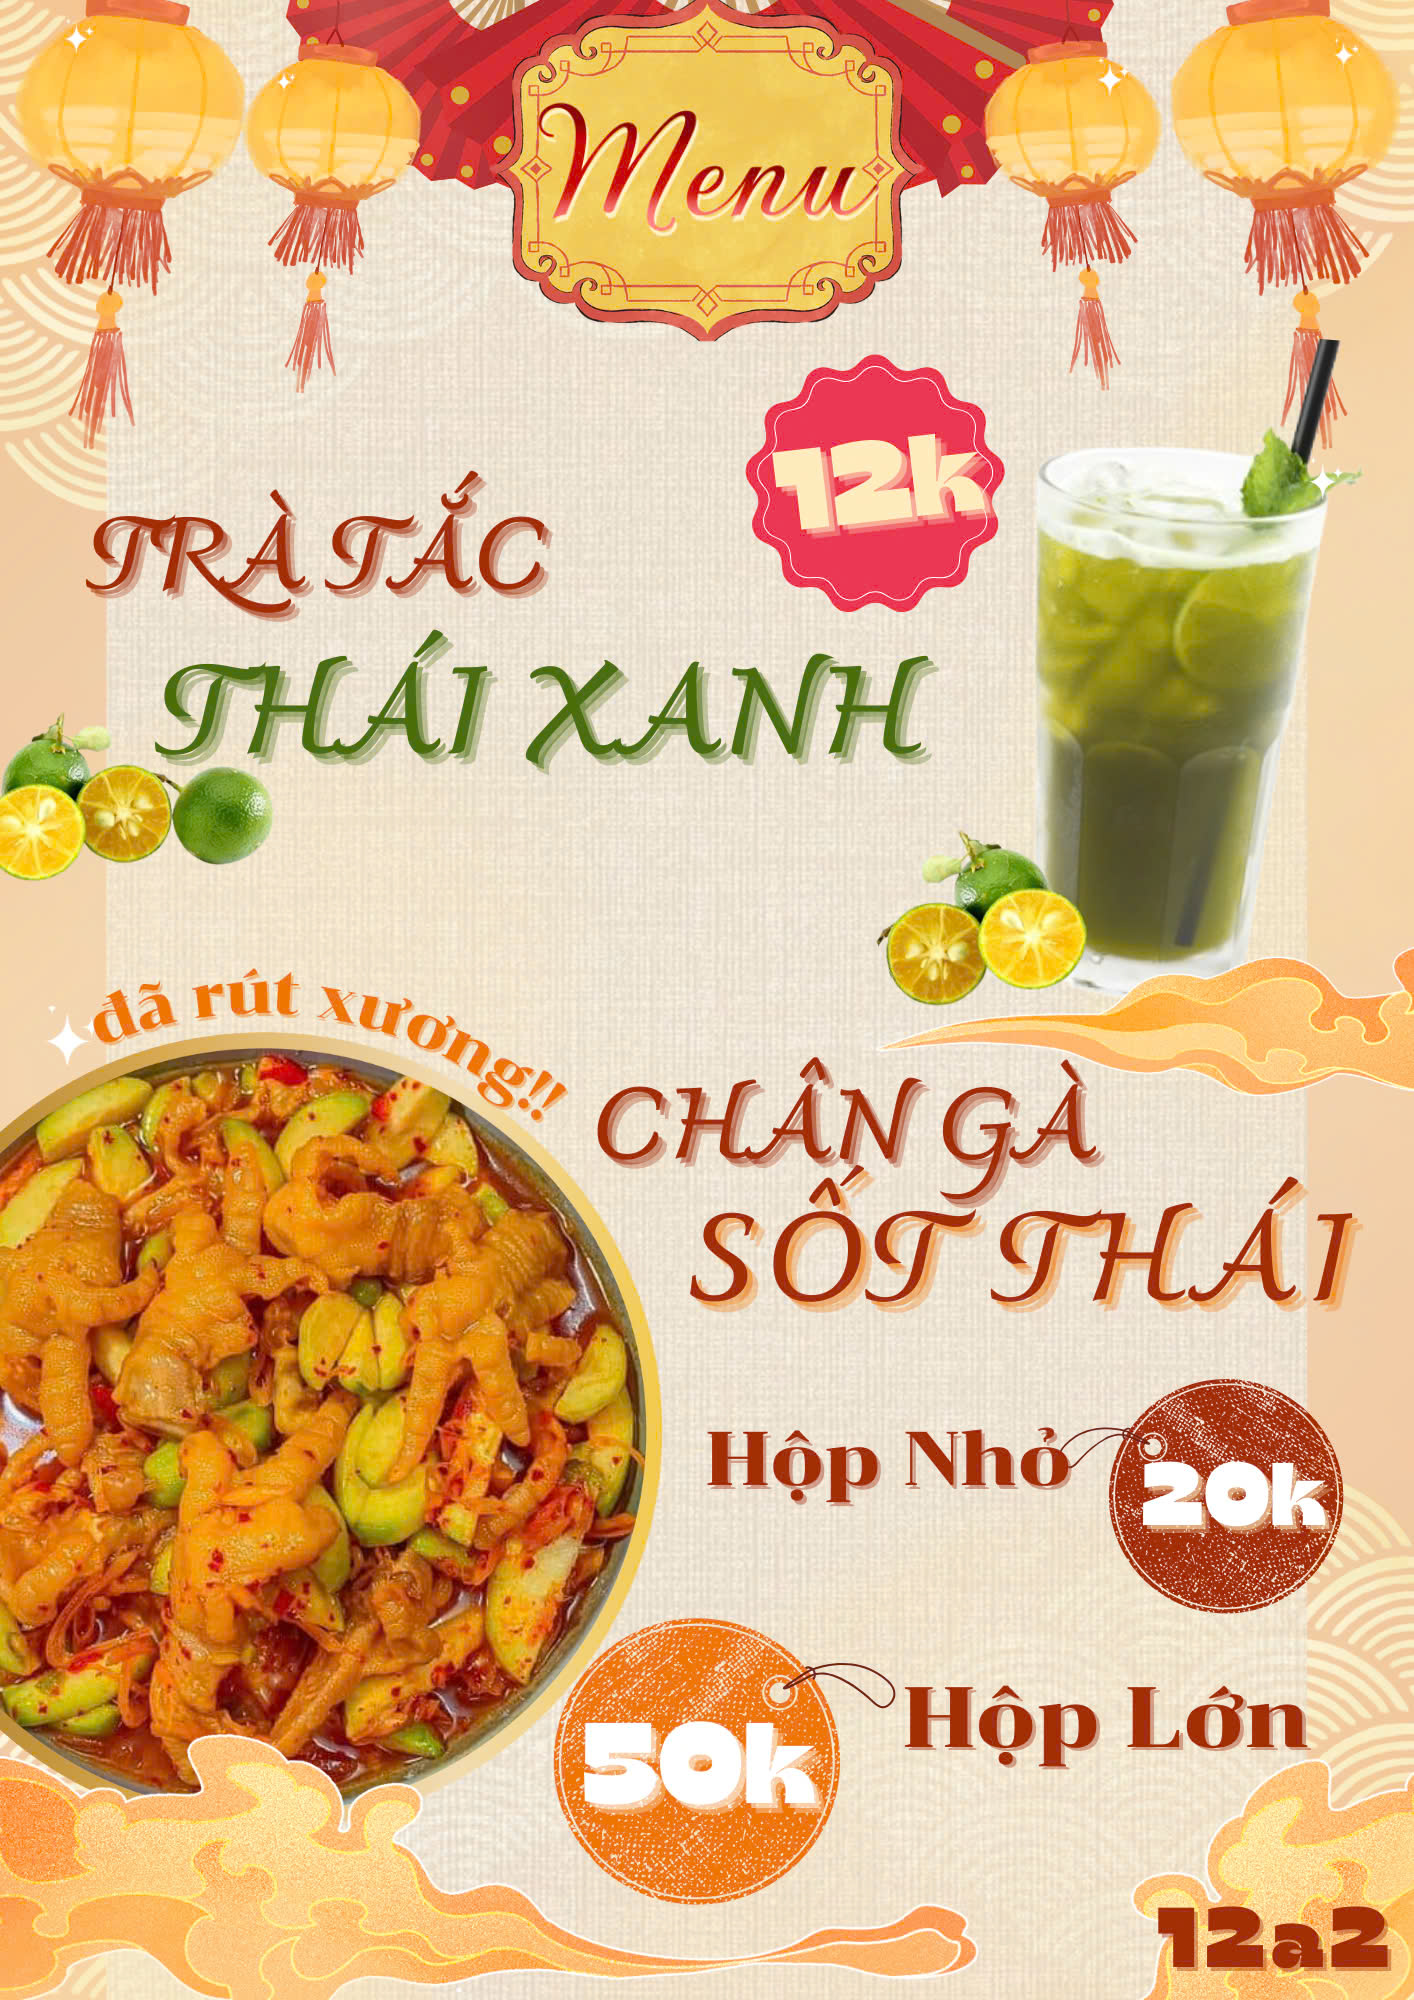 Menu
12k
TRÀ TẮC
THÁI XANH
đã rút xương!!
CHÂN GÀ
SỐT THÁI
Hộp Nhỏ
20k
50k
Hộp Lớn
12a2